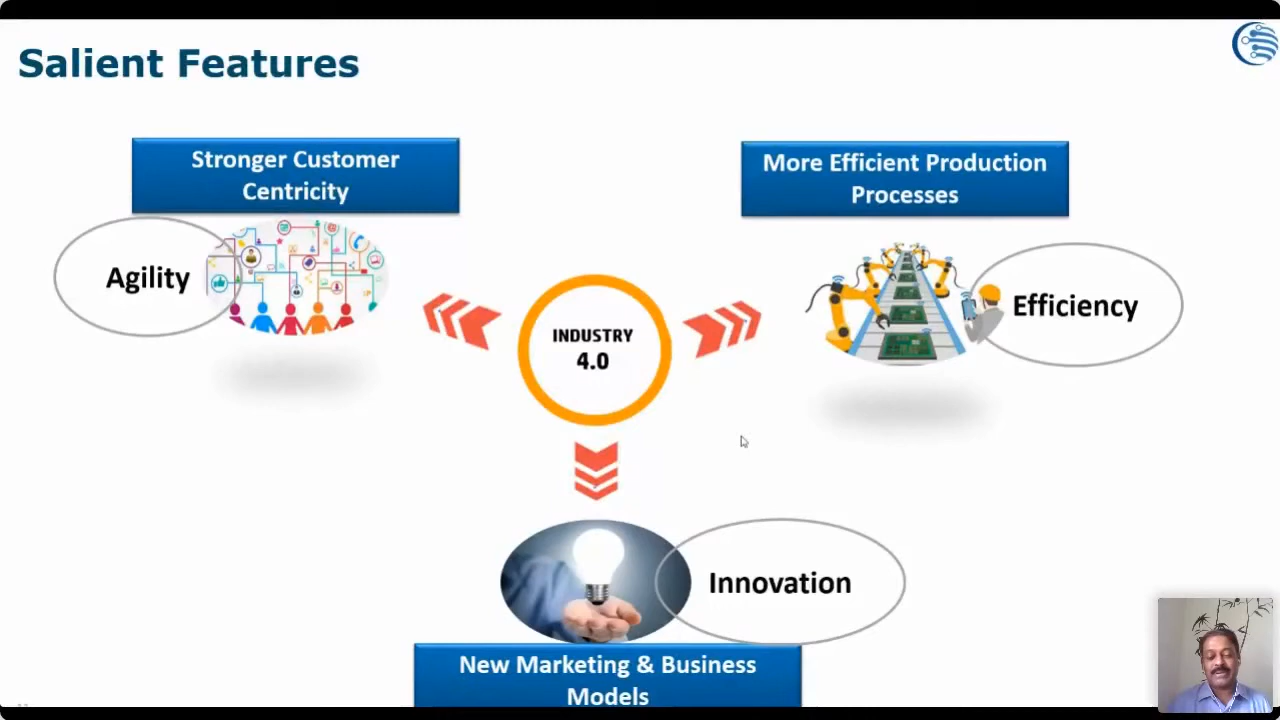 Salient Features
Stronger Customer
Centricity
More Efficient Production
Processes
Agility
Efficiency
INDUSTRY
4.0
Innovation
New Marketing & Business
Models